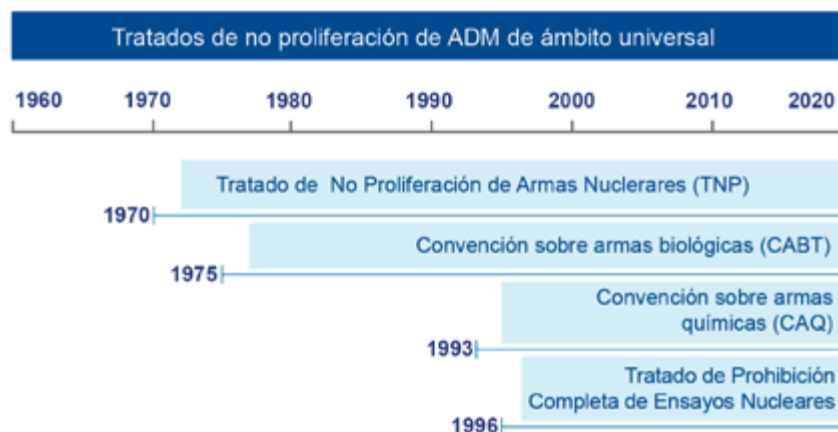 Tratados de no proliferación de ADM de ámbito universal
1960 1970 1980 1990 2000 2010 2020
Tratado de No Proliferación de Armas Nuclerares (TNP)
1970
Convención sobre armas biológicas (CABT)
1975
Convención sobre armas
químicas (CAQ)
1993
Tratado de Prohibición
Completa de Ensayos Nucleares
1996